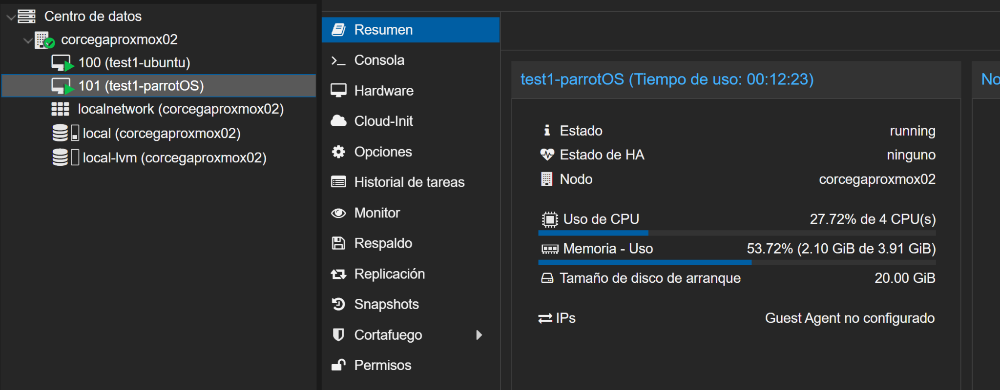 Centro de datos
corcegaproxmox02
100 (test1-ubuntu)
101 (test1-parrotOS)
localnetwork (corcegaproxmox02)
local (corcegaproxmox02)
local-lvm (corcegaproxmox02)
Resumen
Consola
Hardware
Cloud-Init
Opciones
Historial de tareas
Monitor
Respaldo
Replicación
Snapshots
Cortafuego
Permisos
test1-parrotOS (Tiempo de uso: 00:12:23)
Estado running
Estado de HA ninguno
Nodo corcegaproxmox02
Uso de CPU 27.72% de 4 CPU(s)
Memoria - Uso 53.72% (2.10 GiB de 3.91 GiB)
Tamaño de disco de arranque 20.00 GiB
IPs Guest Agent no configurado